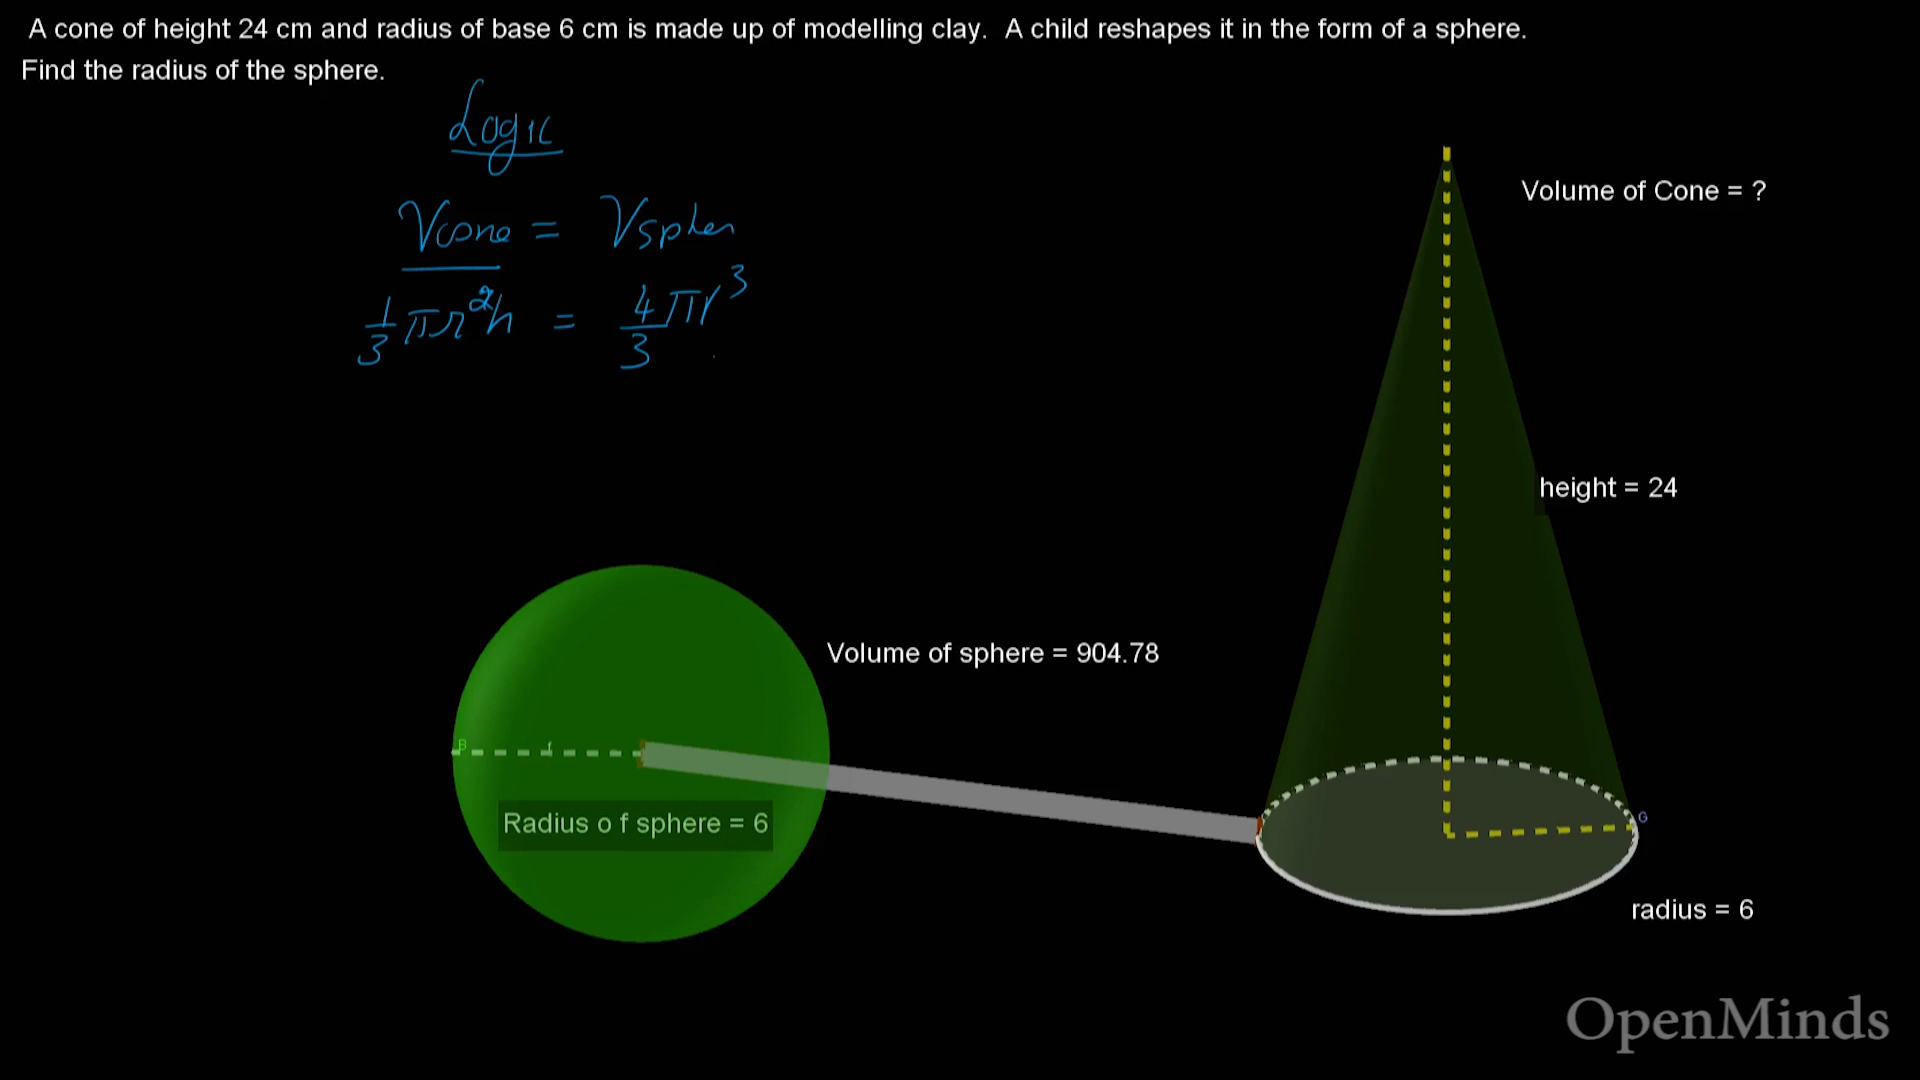 A cone of height 24 cm and radius of base 6 cm is made up of modelling clay. A child reshapes it in the form of a sphere.
Find the radius of the sphere.
Logic
Vcone = Vspher
1/3 πr²h = 4/3 πr³
Volume of Cone = ?
height = 24
Volume of sphere = 904.78
B
r
Radius o f sphere = 6
G
radius = 6
OpenMinds